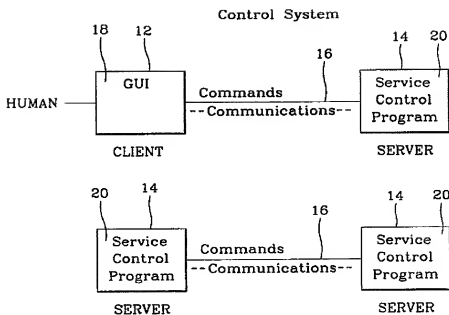 Control System
18 12 16 14 20
GUI
HUMAN
Commands
--Communications--
Service
Control
Program
CLIENT
SERVER
20 14 16 14 20
Service
Control
Program
Commands
--Communications--
Service
Control
Program
SERVER
SERVER